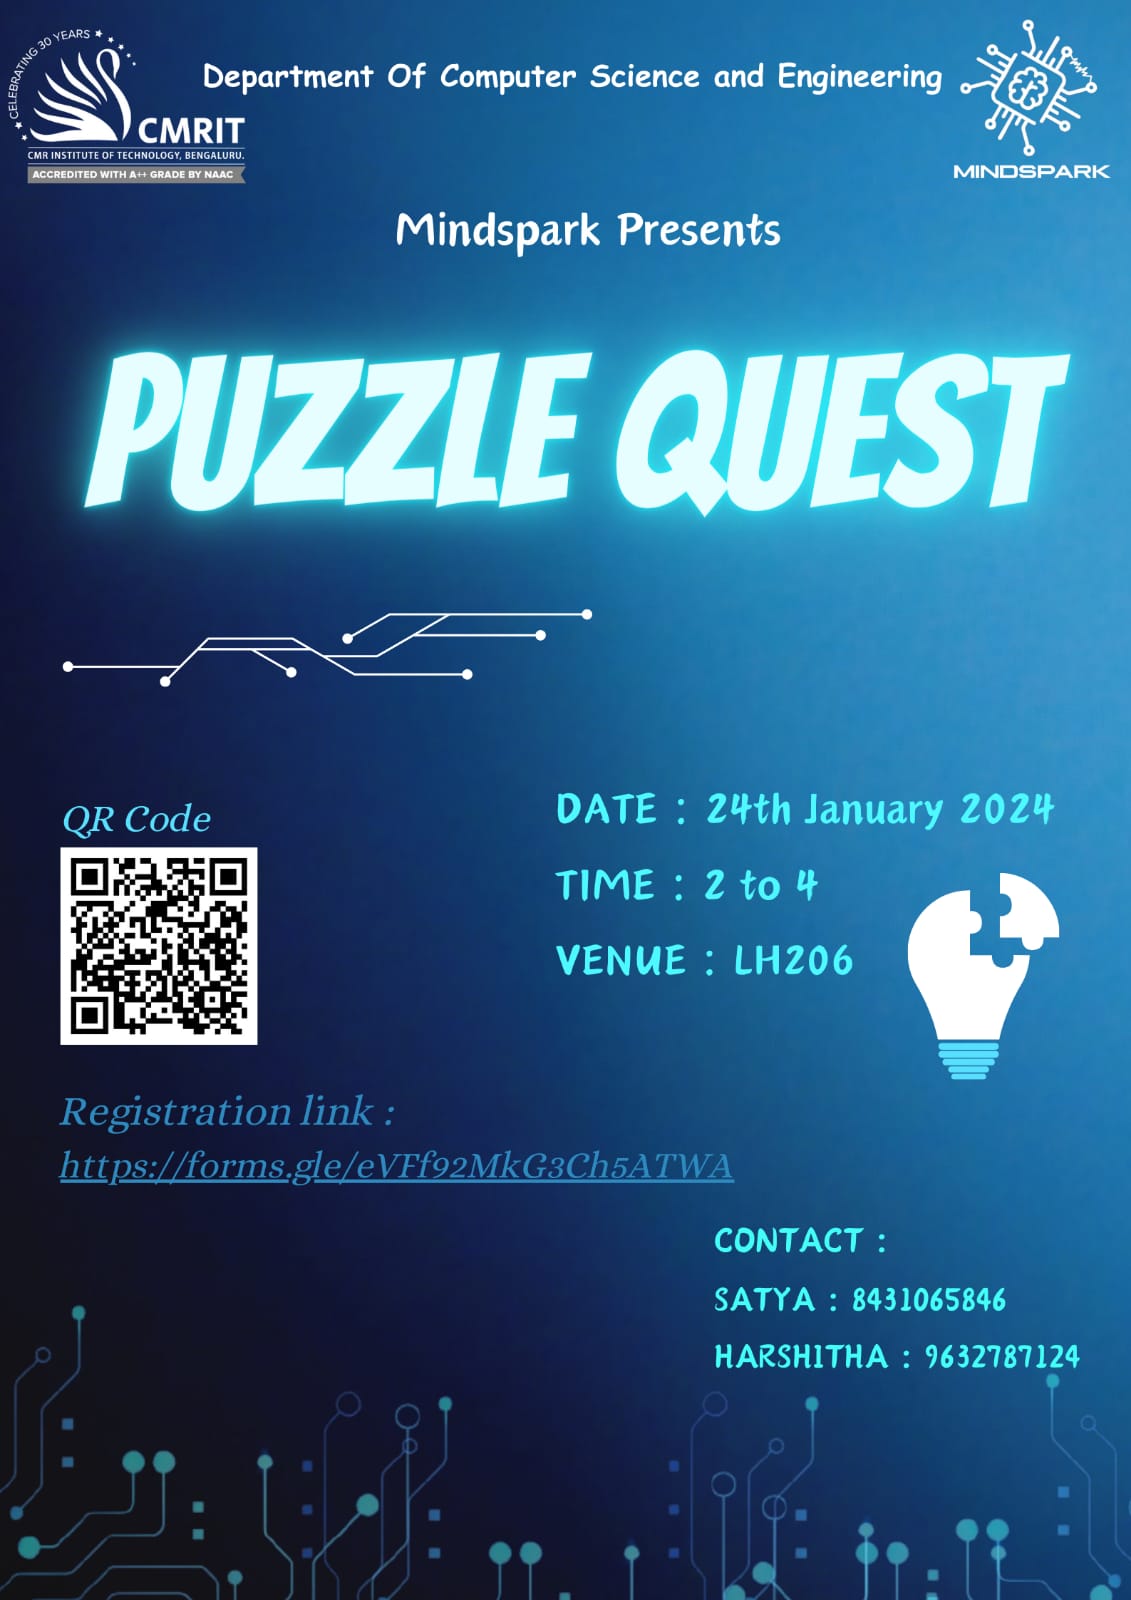 CELEBRATING 30 YEARS
CMRIT
CMR INSTITUTE OF TECHNOLOGY, BENGALURU.
ACCREDITED WITH A++ GRADE BY NAAC
Department Of Computer Science and Engineering
MINDSPARK
Mindspark Presents
PUZZLE QUEST
QR Code
DATE : 24th January 2024
TIME : 2 to 4
VENUE : LH206
Registration link :
https://forms.gle/eVFf92MkG3Ch5ATWA
CONTACT :
SATYA : 8431065846
HARSHITHA : 9632787124